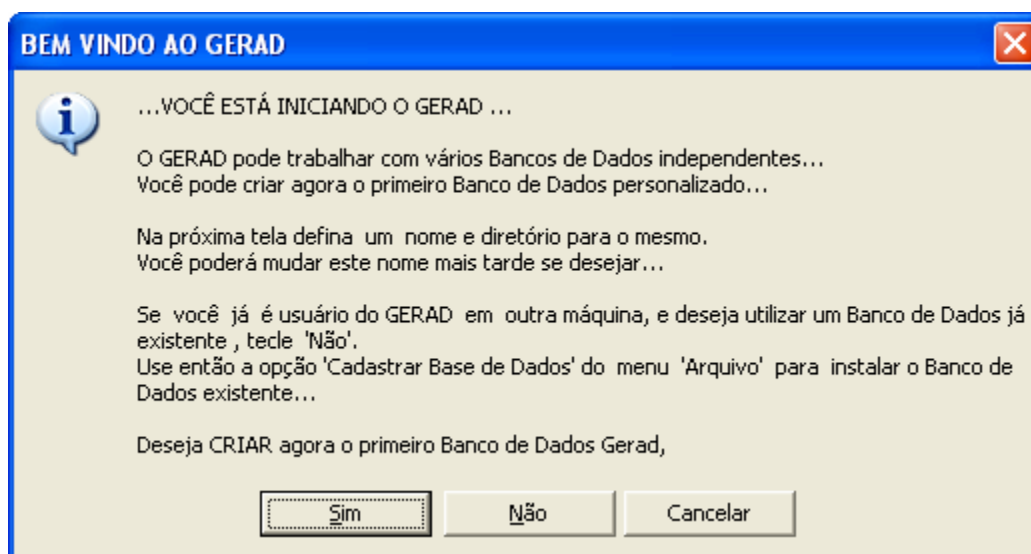 BEM VINDO AO GERAD
...VOCÊ ESTÁ INICIANDO O GERAD ...
O GERAD pode trabalhar com vários Bancos de Dados independentes...
Você pode criar agora o primeiro Banco de Dados personalizado...
Na próxima tela defina um nome e diretório para o mesmo.
Você poderá mudar este nome mais tarde se desejar...
Se você já é usuário do GERAD em outra máquina, e deseja utilizar um Banco de Dados já
existente , tecle 'Não'.
Use então a opção 'Cadastrar Base de Dados' do menu 'Arquivo' para instalar o Banco de
Dados existente...
Deseja CRIAR agora o primeiro Banco de Dados Gerad,
Sim Não Cancelar